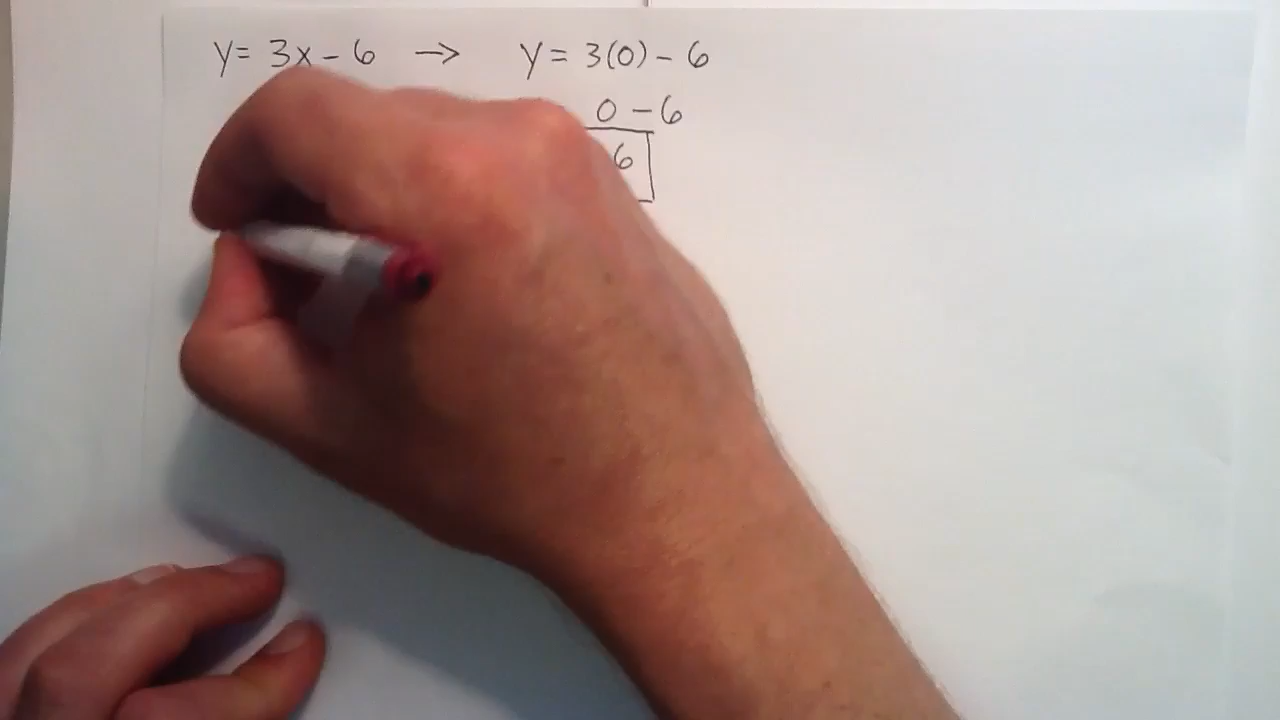 y = 3x - 6 → y = 3(0) - 6
0 - 6
6